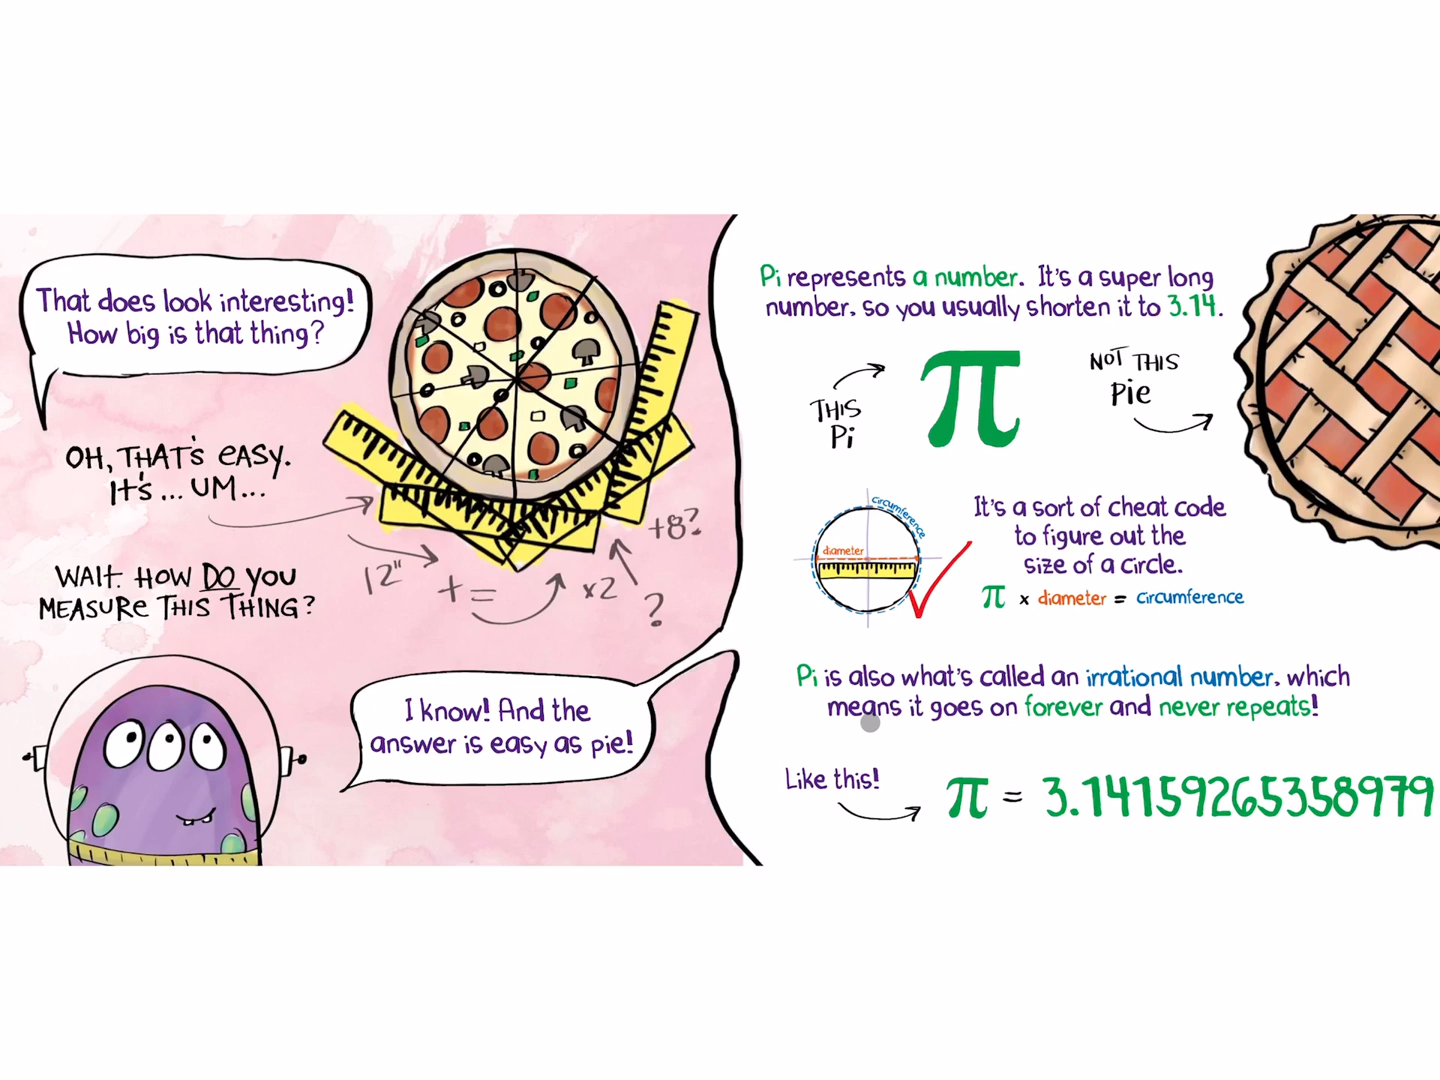 That does look interesting!
How big is that thing?
OH, THAT'S EASY.
IT'S ... UM...
12"
+ =
x2
+8?
?
WAIT. HOW DO YOU
MEASURE THIS THING?
I know! And the
answer is easy as pie!
Pi represents a number. It's a super long
number, so you usually shorten it to 3.14.
THIS
Pi
π
NOT THIS
Pie
circumference
diameter
It's a sort of cheat code
to figure out the
size of a circle.
π x diameter = circumference
Pi is also what's called an irrational number, which
means it goes on forever and never repeats!
Like this!
π = 3.14159265358979